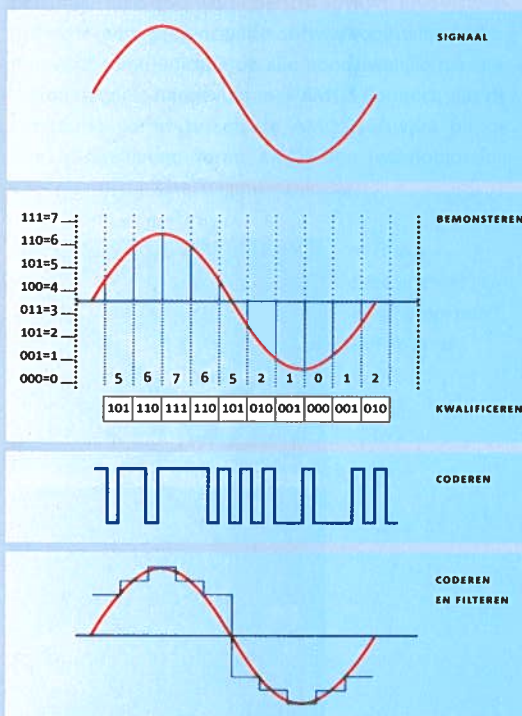 SIGNAAL
BEMONSTEREN
111=7
110=6
101=5
100=4
011=3
101=2
001=1
000=0
5 6 7 6 5 2 1 0 1 2
101 110 111 110 101 010 001 000 001 010
KWALIFICEREN
CODEREN
CODEREN
EN FILTEREN